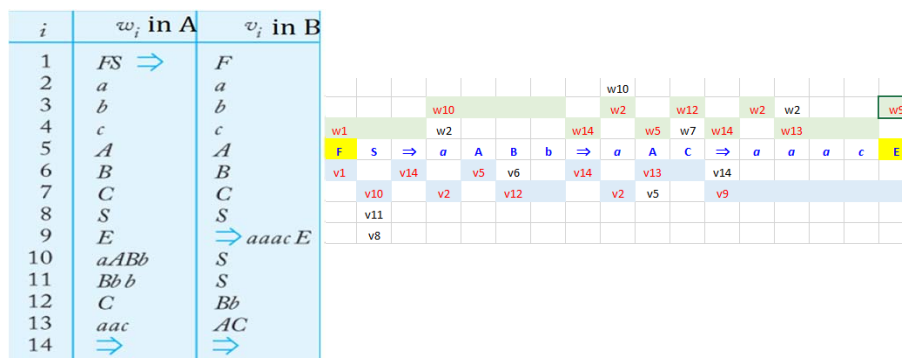 i w_i in A v_i in B
1 FS ⇒ F
2 a a
3 b b
4 c c
5 A A
6 B B
7 C C
8 S S
9 E ⇒ aaac E
10 aABb S
11 Bb b S
12 C Bb
13 aac AC
14 ⇒ ⇒
w10
w10 w2 w12 w2 w2 w9
w1 w2 w14 w5 w7 w14 w13
F S ⇒ a A B b ⇒ a A C ⇒ a a a c E
v1 v14 v5 v6 v14 v13 v14
v10 v2 v12 v2 v5 v9
v11
v8